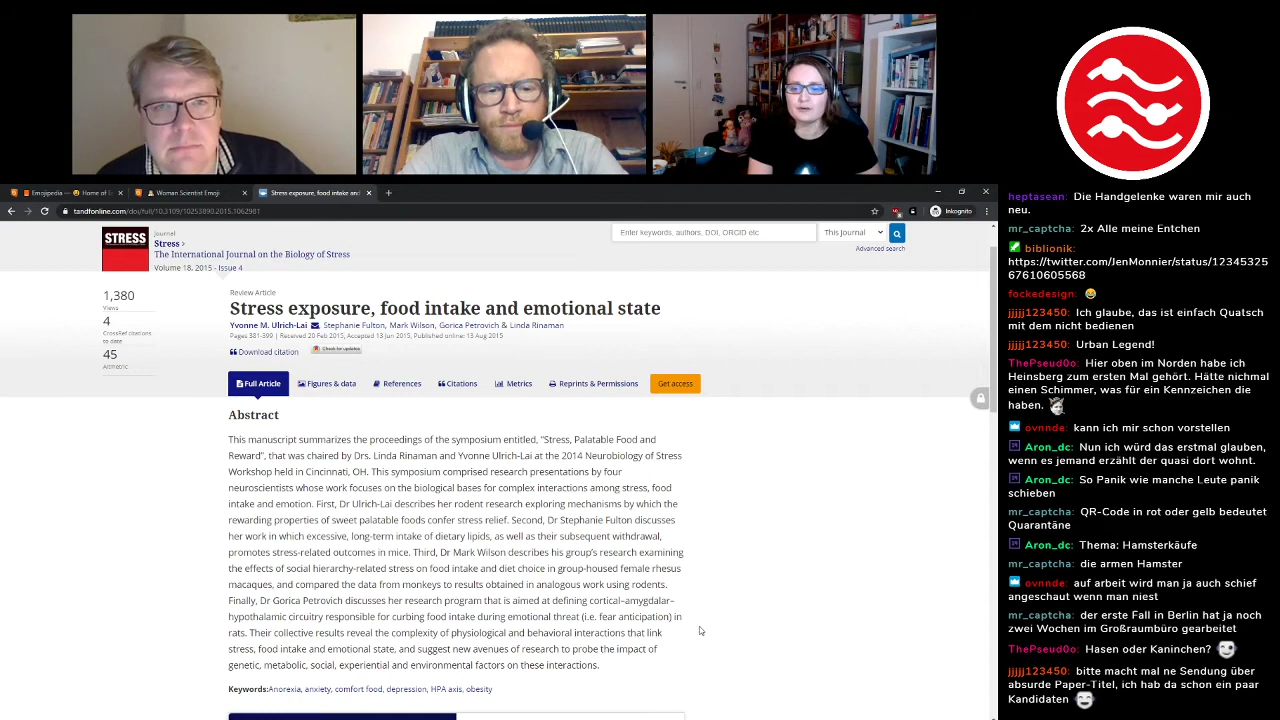 Emojipedia — 😀 Home of E
Woman Scientist Emoji
Stress exposure, food intake and
tandfonline.com/doi/full/10.3109/10253890.2015.1062981
Inkognito
STRESS
Journal
Stress ›
The International Journal on the Biology of Stress
Volume 18, 2015 - Issue 4
Enter keywords, authors, DOI, ORCID etc
This Journal
Advanced search
1,380
Views
4
CrossRef citations
to date
45
Altmetric
Review Article
Stress exposure, food intake and emotional state
Yvonne M. Ulrich-Lai, Stephanie Fulton, Mark Wilson, Gorica Petrovich & Linda Rinaman
Pages 381-399 | Received 20 Feb 2015, Accepted 13 Jun 2015, Published online: 13 Aug 2015
Download citation
Check for updates
Full Article
Figures & data
References
Citations
Metrics
Reprints & Permissions
Get access
Abstract
This manuscript summarizes the proceedings of the symposium entitled, "Stress, Palatable Food and
Reward", that was chaired by Drs. Linda Rinaman and Yvonne Ulrich-Lai at the 2014 Neurobiology of Stress
Workshop held in Cincinnati, OH. This symposium comprised research presentations by four
neuroscientists whose work focuses on the biological bases for complex interactions among stress, food
intake and emotion. First, Dr Ulrich-Lai describes her rodent research exploring mechanisms by which the
rewarding properties of sweet palatable foods confer stress relief. Second, Dr Stephanie Fulton discusses
her work in which excessive, long-term intake of dietary lipids, as well as their subsequent withdrawal,
promotes stress-related outcomes in mice. Third, Dr Mark Wilson describes his group's research examining
the effects of social hierarchy-related stress on food intake and diet choice in group-housed female rhesus
macaques, and compared the data from monkeys to results obtained in analogous work using rodents.
Finally, Dr Gorica Petrovich discusses her research program that is aimed at defining cortical–amygdalar–
hypothalamic circuitry responsible for curbing food intake during emotional threat (i.e. fear anticipation) in
rats. Their collective results reveal the complexity of physiological and behavioral interactions that link
stress, food intake and emotional state, and suggest new avenues of research to probe the impact of
genetic, metabolic, social, experiential and environmental factors on these interactions.
Keywords: Anorexia, anxiety, comfort food, depression, HPA axis, obesity
heptasean: Die Handgelenke waren mir auch
neu.
mr_captcha: 2x Alle meine Entchen
biblionik:
https://twitter.com/JenMonnier/status/12345325
67610605568
fockedesign: 😂
jjjjj123450: Ich glaube, das ist einfach Quatsch
mit dem nicht bedienen
jjjjj123450: Urban Legend!
ThePseud0o: Hier oben im Norden habe ich
Heinsberg zum ersten Mal gehört. Hätte nichmal
einen Schimmer, was für ein Kennzeichen die
haben.
ovnnde: kann ich mir schon vorstellen
Aron_dc: Nun ich würd das erstmal glauben,
wenn es jemand erzählt der quasi dort wohnt.
Aron_dc: So Panik wie manche Leute panik
schieben
mr_captcha: QR-Code in rot oder gelb bedeutet
Quarantäne
Aron_dc: Thema: Hamsterkäufe
mr_captcha: die armen Hamster
ovnnde: auf arbeit wird man ja auch schief
angeschaut wenn man niest
mr_captcha: der erste Fall in Berlin hat ja noch
zwei Wochen im Großraumbüro gearbeitet
ThePseud0o: Hasen oder Kaninchen?
jjjjj123450: bitte macht mal ne Sendung über
absurde Paper-Titel, ich hab da schon ein paar
Kandidaten